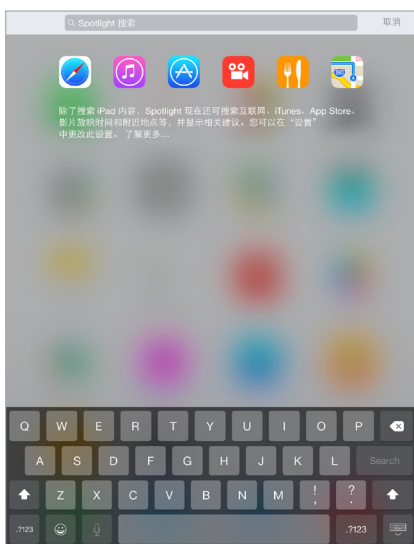 Spotlight 搜索 取消
除了搜索 iPad 内容，Spotlight 现在还可搜索互联网、iTunes、App Store、
影片放映时间和附近地点等，并显示相关建议。您可以在“设置”
中更改此设置。 了解更多...
Q W E R T Y U I O P
A S D F G H J K L Search
Z X C V B N M ! , ? .
.?123 .?123